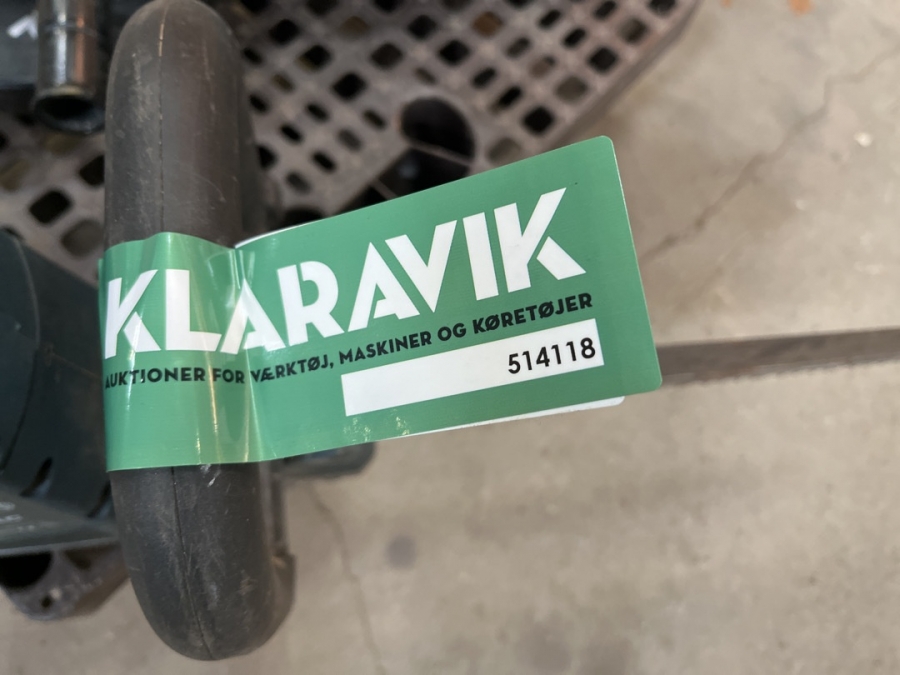 KLARAVIK
AUKTIONER FOR VÆRKTØJ, MASKINER OG KØRETØJER
514118